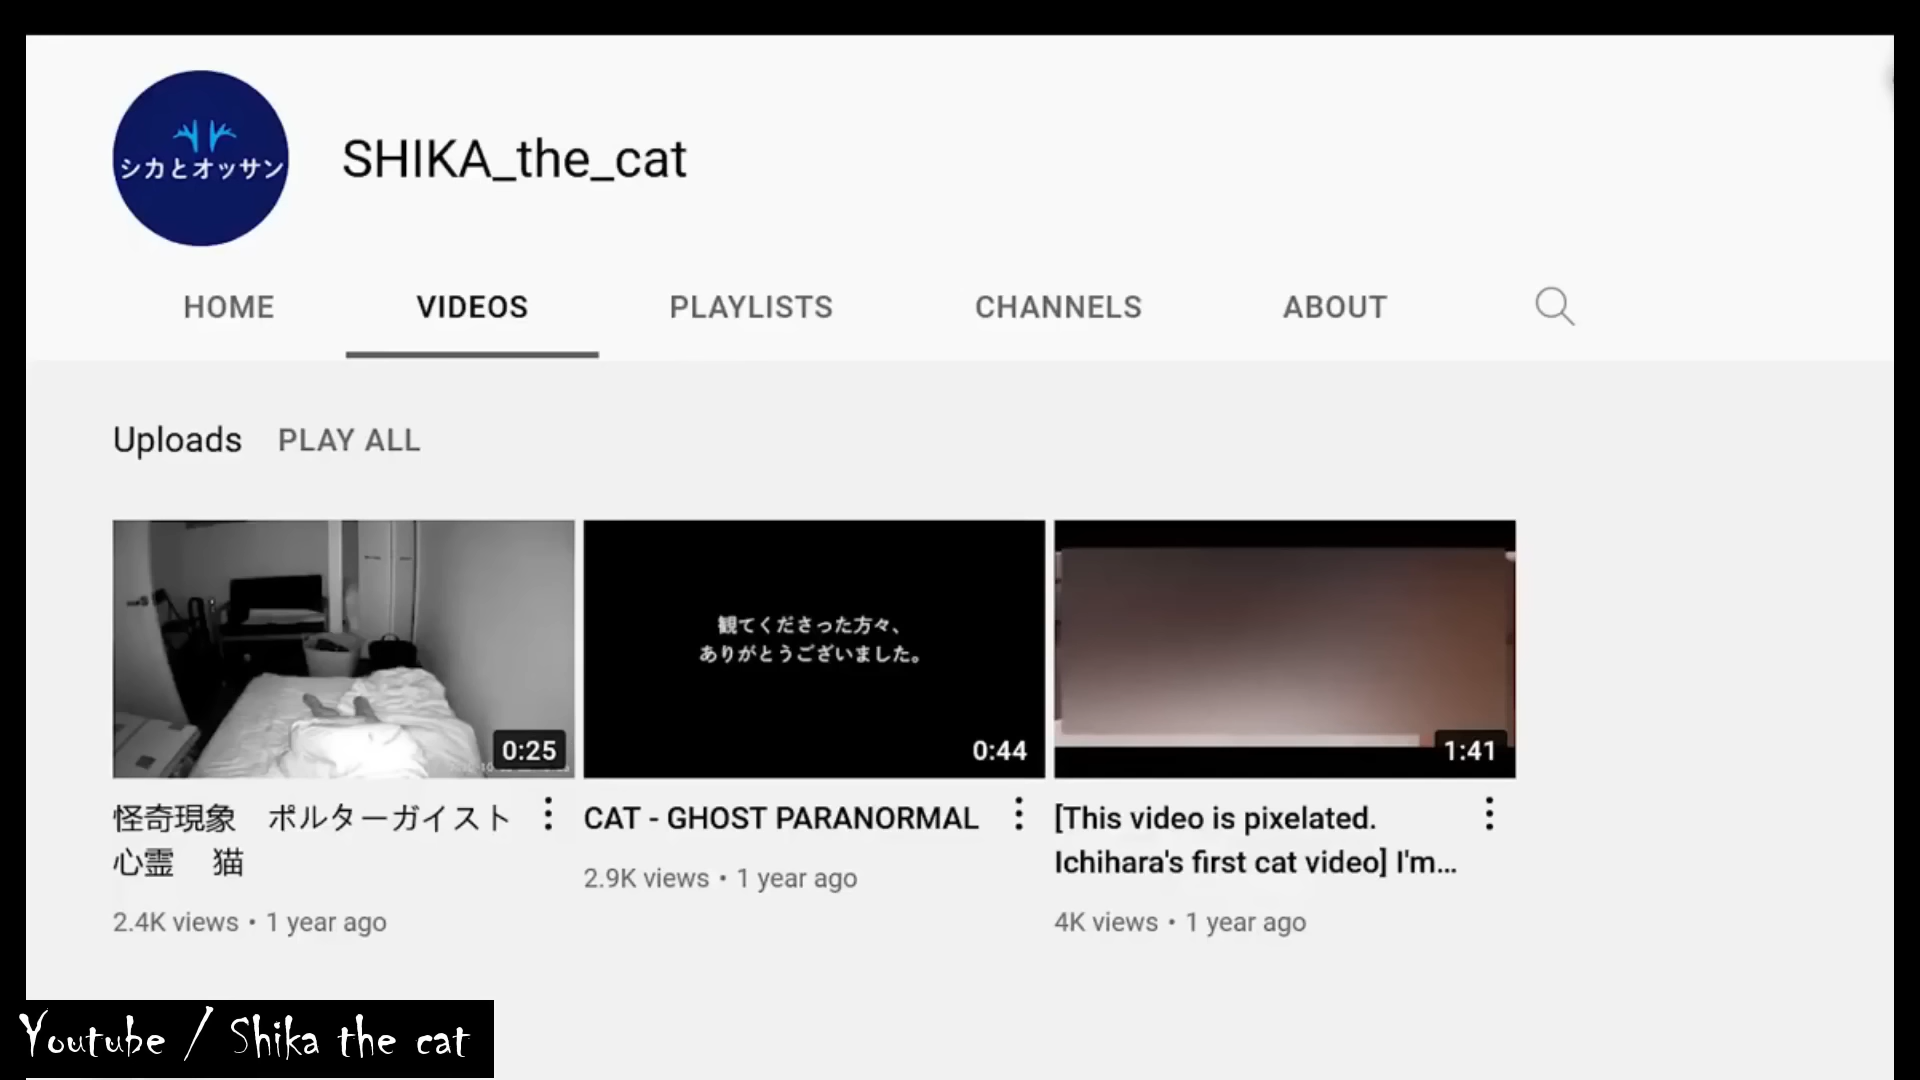 シカとオッサン
SHIKA_the_cat
HOME
VIDEOS
PLAYLISTS
CHANNELS
ABOUT
Uploads
PLAY ALL
0:25
観てくださった方々、
ありがとうございました。
0:44
1:41
怪奇現象　ポルターガイスト
心霊　猫
2.4K views • 1 year ago
CAT - GHOST PARANORMAL
2.9K views • 1 year ago
[This video is pixelated.
Ichihara's first cat video] I'm...
4K views • 1 year ago
Youtube / Shika the cat